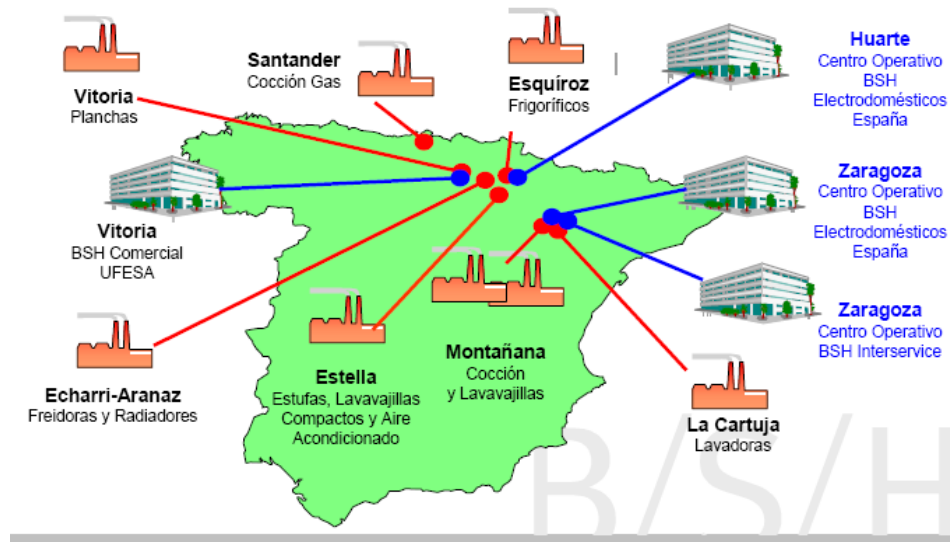 Vitoria
Planchas
Santander
Cocción Gas
Esquíroz
Frigoríficos
Huarte
Centro Operativo
BSH
Electrodomésticos
España
Zaragoza
Centro Operativo
BSH
Electrodomésticos
España
Vitoria
BSH Comercial
UFESA
Zaragoza
Centro Operativo
BSH Interservice
Echarri-Aranaz
Freidoras y Radiadores
Estella
Estufas, Lavavajillas
Compactos y Aire
Acondicionado
Montañana
Cocción
y Lavavajillas
La Cartuja
Lavadoras
B/S/H